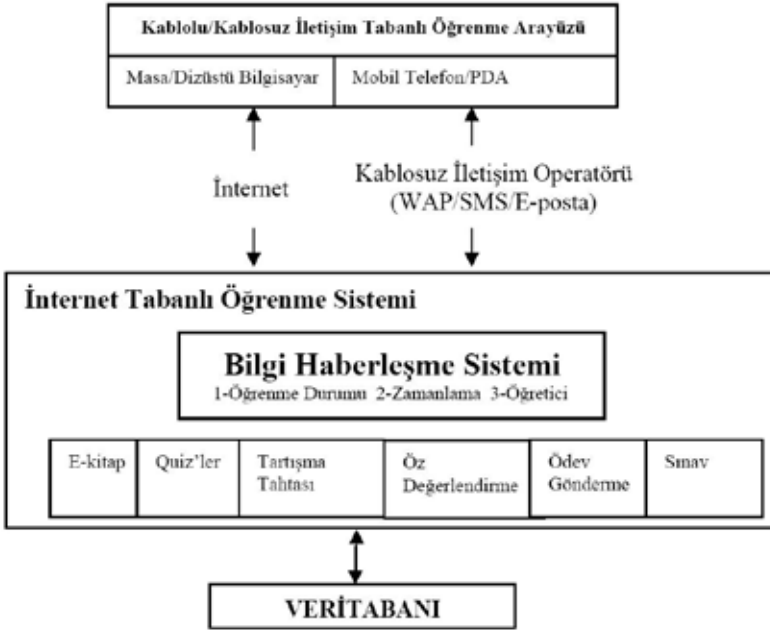 Kablolu/Kablosuz İletişim Tabanlı Öğrenme Arayüzü
Masa/Dizüstü Bilgisayar
Mobil Telefon/PDA
İnternet
Kablosuz İletişim Operatörü
(WAP/SMS/E-posta)
İnternet Tabanlı Öğrenme Sistemi
Bilgi Haberleşme Sistemi
1-Öğrenme Durumu 2-Zamanlama 3-Öğretici
E-kitap
Quiz’ler
Tartışma
Tahtası
Öz
Değerlendirme
Ödev
Gönderme
Sınav
VERİTABANI